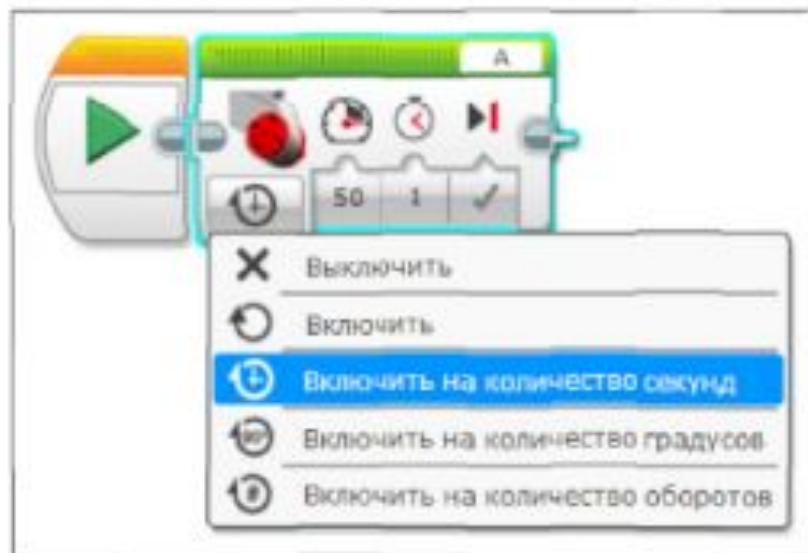 A
50 1
Выключить
Включить
Включить на количество секунд
Включить на количество градусов
Включить на количество оборотов